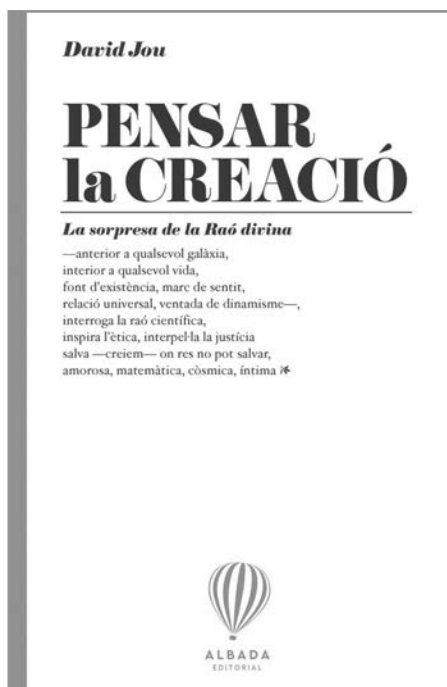 David Jou
PENSAR
la CREACIÓ
La sorpresa de la Raó divina
—anterior a qualsevol galàxia,
interior a qualsevol vida,
font d'existència, marc de sentit,
relació universal, ventada de dinamisme—,
interroga la raó científica,
inspira l'ètica, interpel·la la justícia
salva —creiem— on res no pot salvar,
amorosa, matemàtica, còsmica, íntima
ALBADA
EDITORIAL